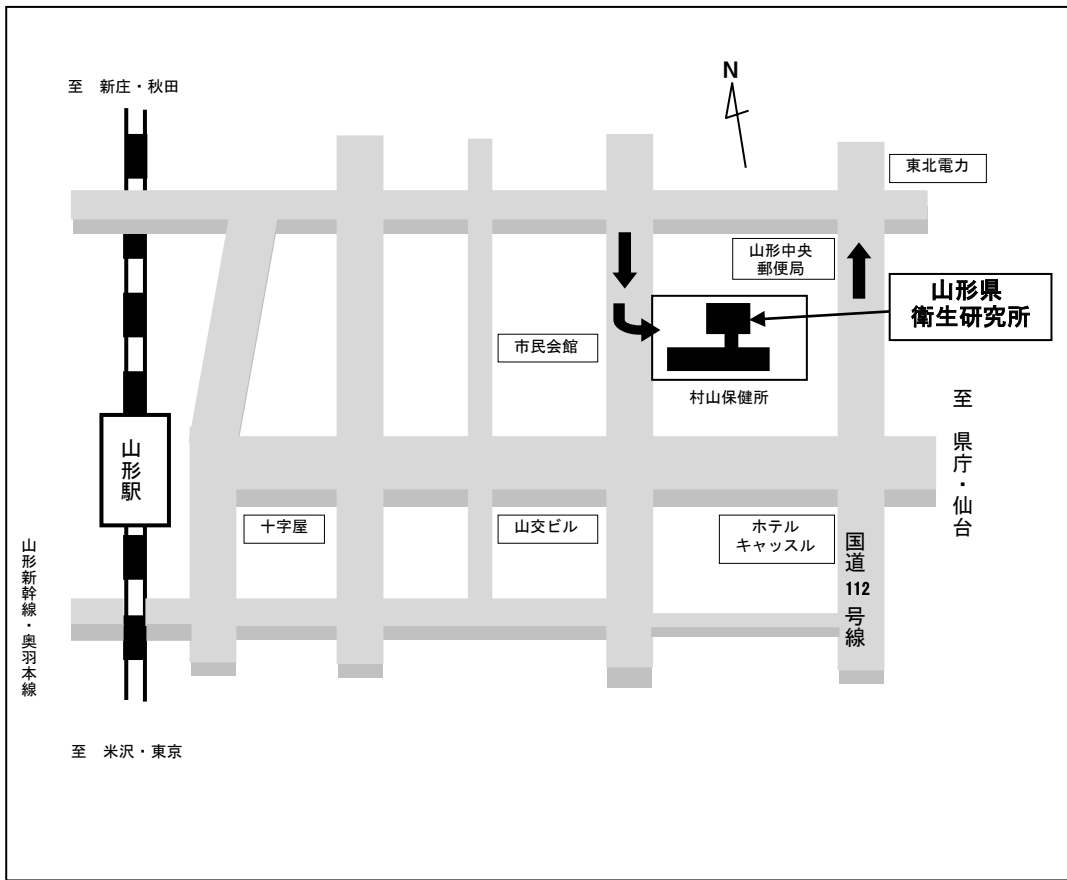 N
至 新庄・秋田
東北電力
山形中央
郵便局
山形県
衛生研究所
市民会館
村山保健所
至 県庁・仙台
山形駅
十字屋
山交ビル
ホテル
キャッスル
国道112号線
山形新幹線・奥羽本線
至 米沢・東京